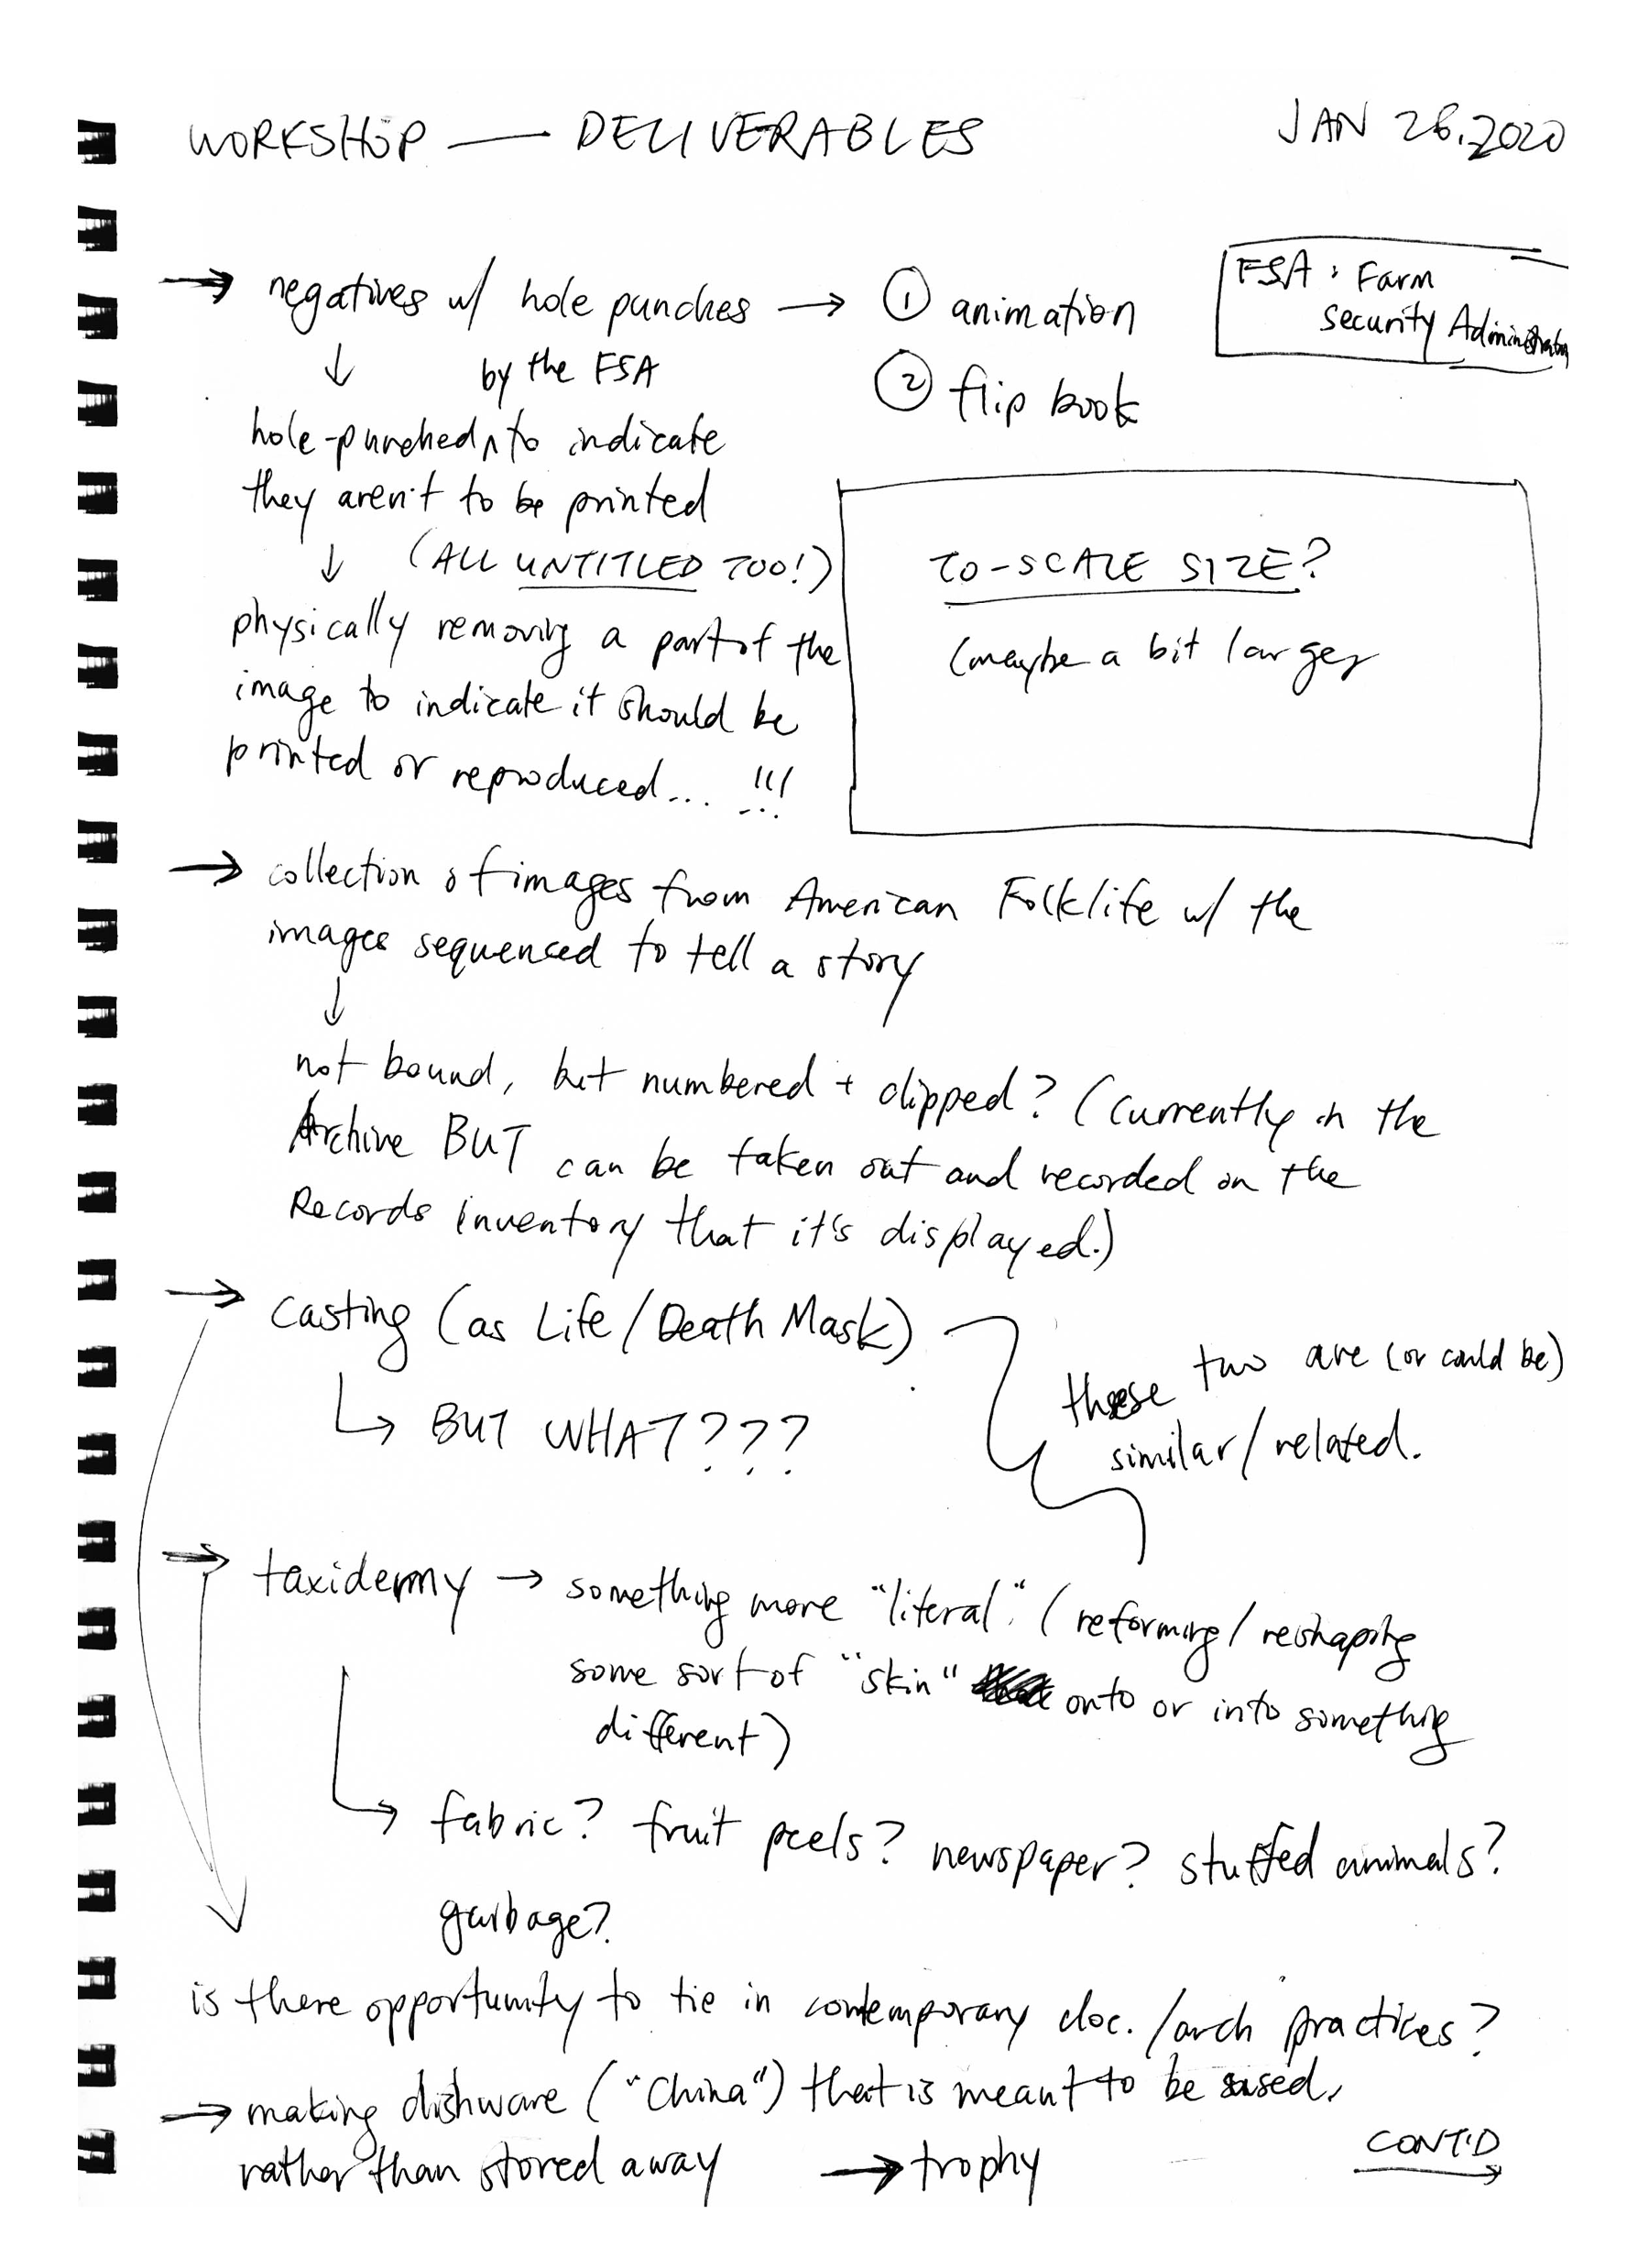 WORKSHOP — DELIVERABLES
JAN 26, 2020
→ negatives w/ hole punches → ① animation
② flip book
FSA: Farm
Security Administration
↓ by the FSA
hole-punched ^ to indicate
they aren't to be printed
↓ (ALL UNTITLED TOO!)
physically removing a part of the
image to indicate it should be
printed or reproduced... !!!
TO-SCALE SIZE?
(maybe a bit larger
→ collection of images from American Folklife w/ the
images sequenced to tell a story
↓
not bound, but numbered + clipped? (currently in the
Archive BUT can be taken out and recorded on the
Records inventory that it's displayed.)
→ casting (as Life/Death Mask)
↳ BUT WHAT???
these two are (or could be)
similar/related.
→ taxidermy → something more "literal." (reforming/reshaping
some sort of "skin" onto or into something
different)
↳ fabric? fruit peels? newspaper? stuffed animals?
garbage?
is there opportunity to tie in contemporary doc./arch practices?
→ making dishware ("China") that is meant to be used,
rather than stored away → trophy
CONT'D →